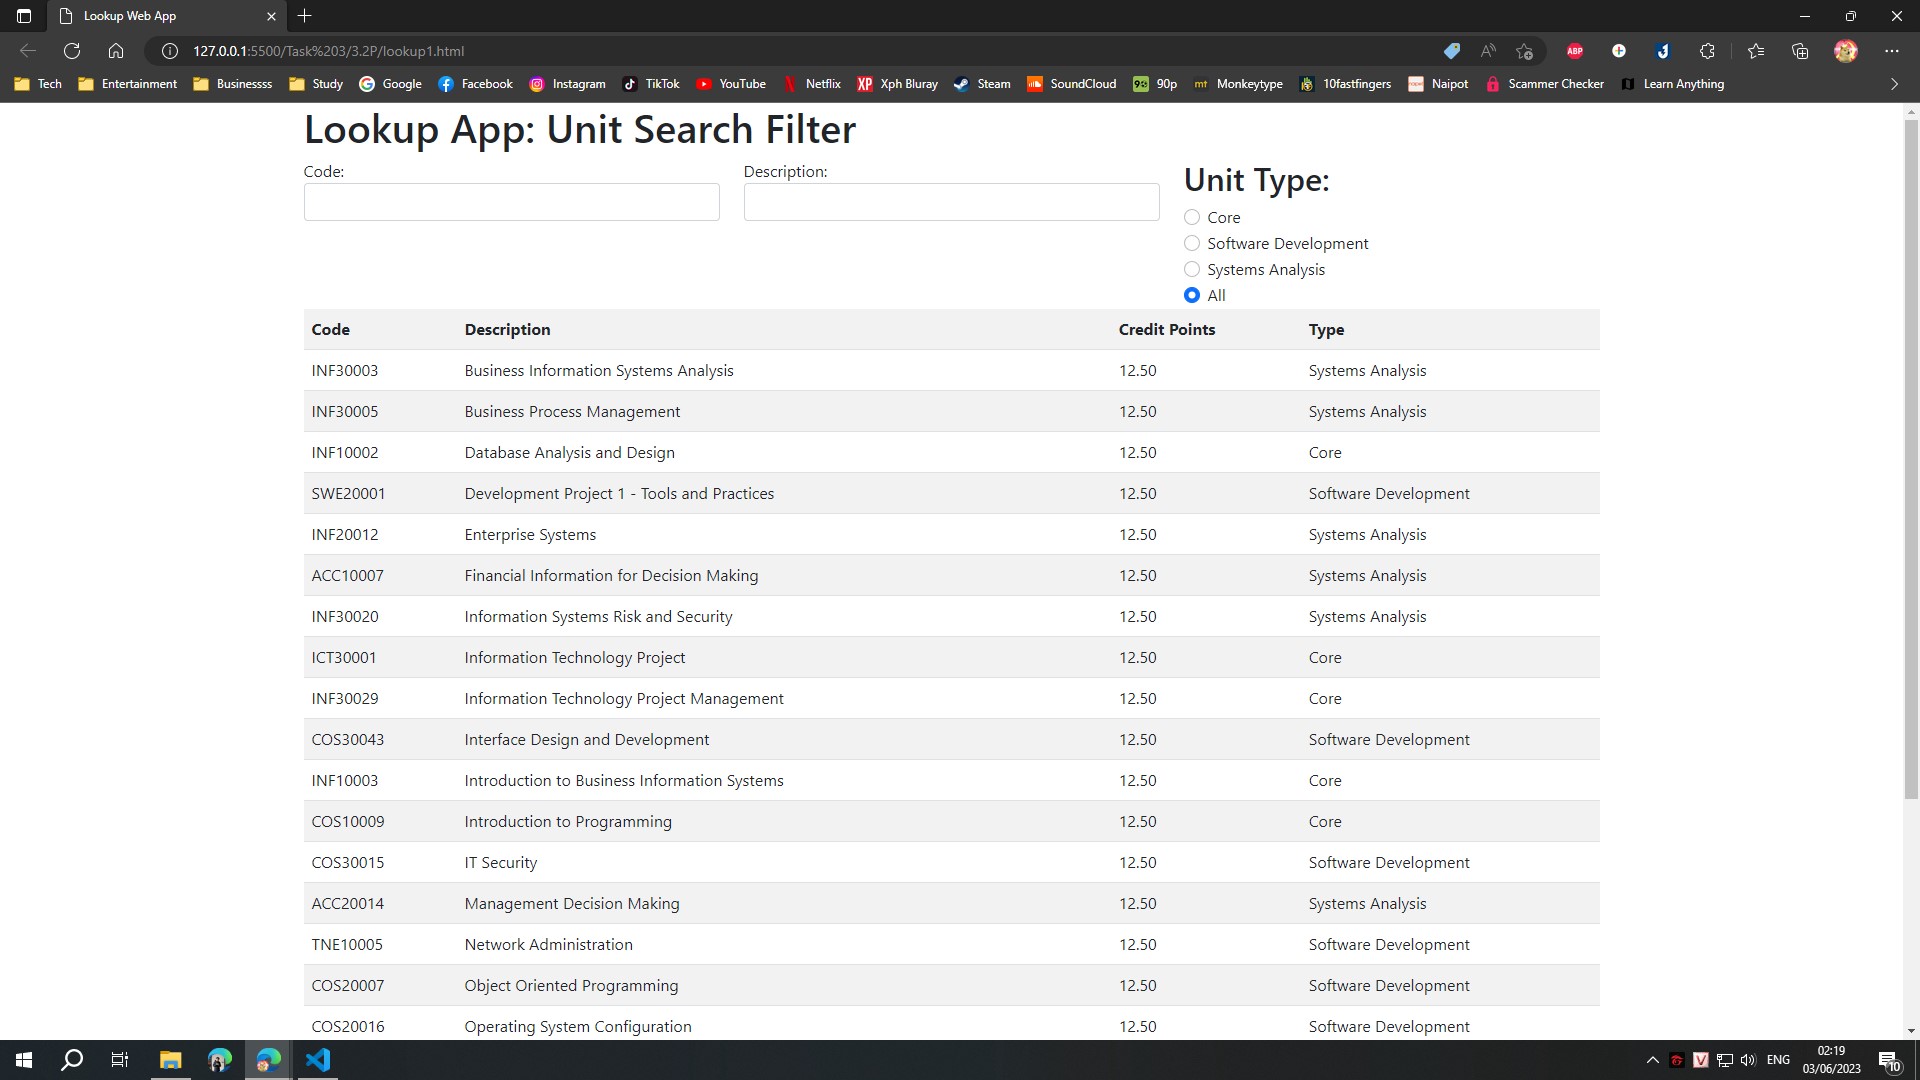 Lookup Web App
127.0.0.1:5500/Task%203/3.2P/lookup1.html
ABP
Tech Entertainment Businessss Study Google Facebook Instagram TikTok YouTube Netflix XP Xph Bluray Steam SoundCloud 90 90p mt Monkeytype 10fastfingers Naipot Scammer Checker Learn Anything
Lookup App: Unit Search Filter
Code: Description: Unit Type:
Core
Software Development
Systems Analysis
All
Code Description Credit Points Type
INF30003 Business Information Systems Analysis 12.50 Systems Analysis
INF30005 Business Process Management 12.50 Systems Analysis
INF10002 Database Analysis and Design 12.50 Core
SWE20001 Development Project 1 - Tools and Practices 12.50 Software Development
INF20012 Enterprise Systems 12.50 Systems Analysis
ACC10007 Financial Information for Decision Making 12.50 Systems Analysis
INF30020 Information Systems Risk and Security 12.50 Systems Analysis
ICT30001 Information Technology Project 12.50 Core
INF30029 Information Technology Project Management 12.50 Core
COS30043 Interface Design and Development 12.50 Software Development
INF10003 Introduction to Business Information Systems 12.50 Core
COS10009 Introduction to Programming 12.50 Core
COS30015 IT Security 12.50 Software Development
ACC20014 Management Decision Making 12.50 Systems Analysis
TNE10005 Network Administration 12.50 Software Development
COS20007 Object Oriented Programming 12.50 Software Development
COS20016 Operating System Configuration 12.50 Software Development
V ENG 02:19
03/06/2023 10